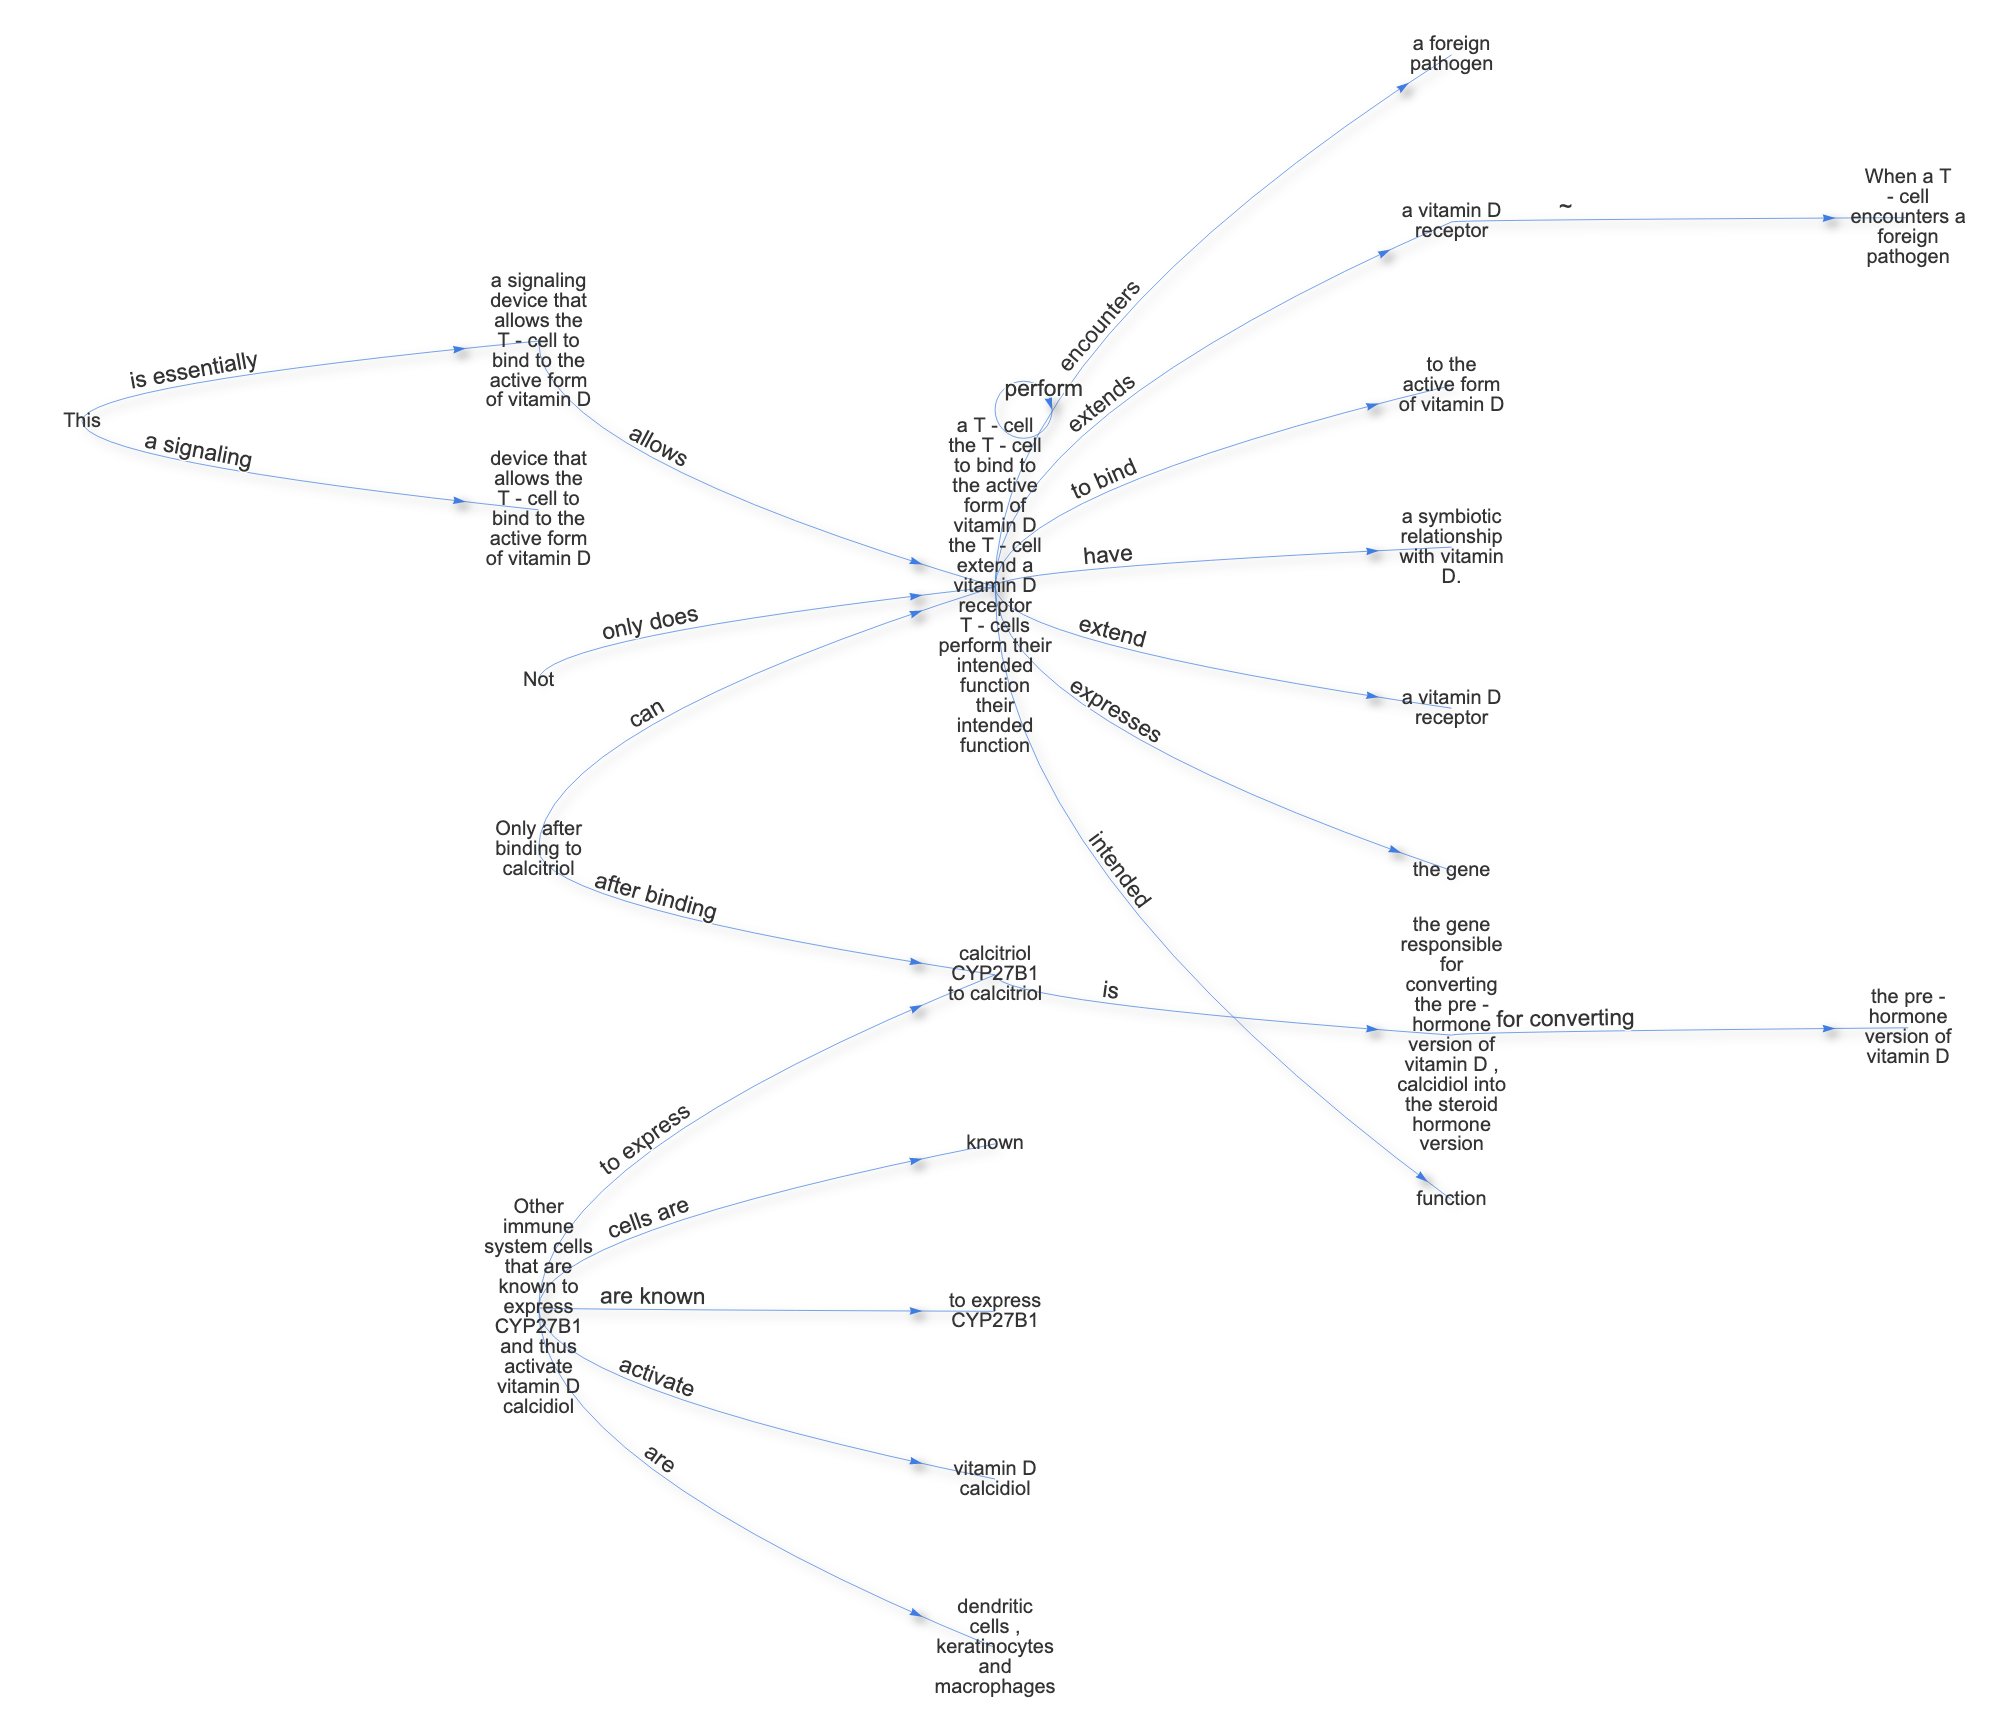 a foreign
pathogen
When a T
- cell
encounters a
foreign
pathogen
~
a vitamin D
receptor
encounters
extends
a signaling
device that
allows the
T - cell to
bind to the
active form
of vitamin D
is essentially
This
a signaling
device that
allows the
T - cell to
bind to the
active form
of vitamin D
allows
perform
to the
active form
of vitamin D
to bind
a T - cell
the T - cell
to bind to
the active
form of
vitamin D
the T - cell
extend a
vitamin D
receptor
T - cells
perform their
intended
function
their
intended
function
a symbiotic
relationship
with vitamin
D.
have
only does
Not
extend
a vitamin D
receptor
can
expresses
the gene
intended
Only after
binding to
calcitriol
after binding
calcitriol
CYP27B1
to calcitriol
is
the gene
responsible
for
converting
the pre -
hormone
version of
vitamin D ,
calcidiol into
the steroid
hormone
version
for converting
the pre -
hormone
version of
vitamin D
function
to express
known
cells are
Other
immune
system cells
that are
known to
express
CYP27B1
and thus
activate
vitamin D
calcidiol
are known
to express
CYP27B1
activate
vitamin D
calcidiol
are
dendritic
cells ,
keratinocytes
and
macrophages